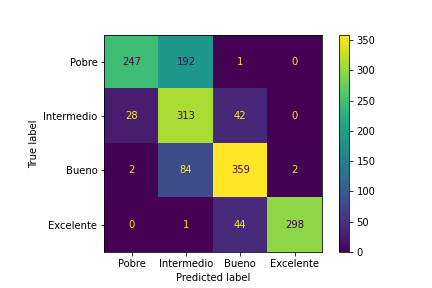 True label
Pobre 247 192 1 0
Intermedio 28 313 42 0
Bueno 2 84 359 2
Excelente 0 1 44 298
Pobre Intermedio Bueno Excelente
Predicted label
350
300
250
200
150
100
50
0